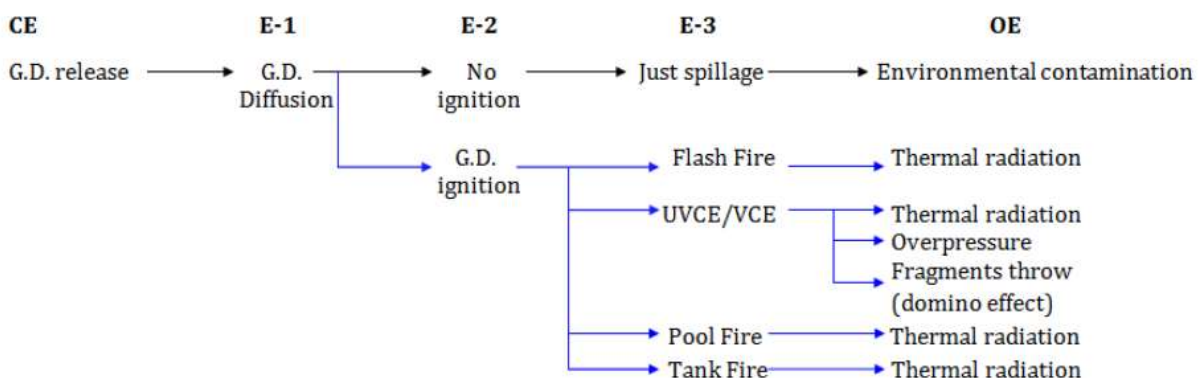 CE E-1 E-2 E-3 OE
G.D. release G.D. No Just spillage Environmental contamination
Diffusion ignition
G.D. Flash Fire Thermal radiation
ignition
UVCE/VCE Thermal radiation
Overpressure
Fragments throw
(domino effect)
Pool Fire Thermal radiation
Tank Fire Thermal radiation